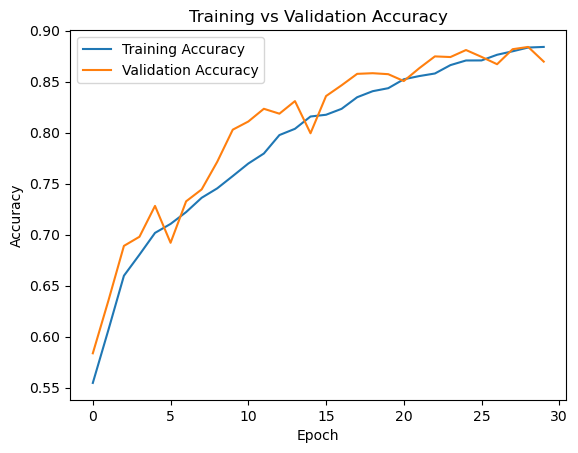 Training vs Validation Accuracy
Training Accuracy
Validation Accuracy
0.90
0.85
0.80
0.75
0.70
0.65
0.60
0.55
Accuracy
0 5 10 15 20 25 30
Epoch